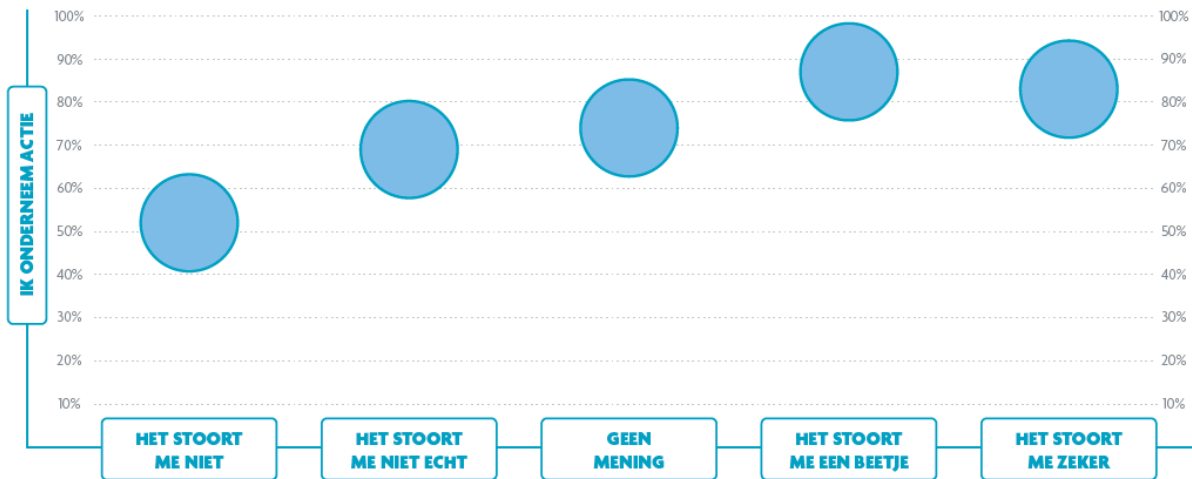 100%
100%
90%
90%
80%
80%
70%
70%
60%
60%
50%
50%
40%
40%
30%
30%
20%
20%
10%
10%
IK ONDERNEEM ACTIE
HET STOORT
ME NIET
HET STOORT
ME NIET ECHT
GEEN
MENING
HET STOORT
ME EEN BEETJE
HET STOORT
ME ZEKER